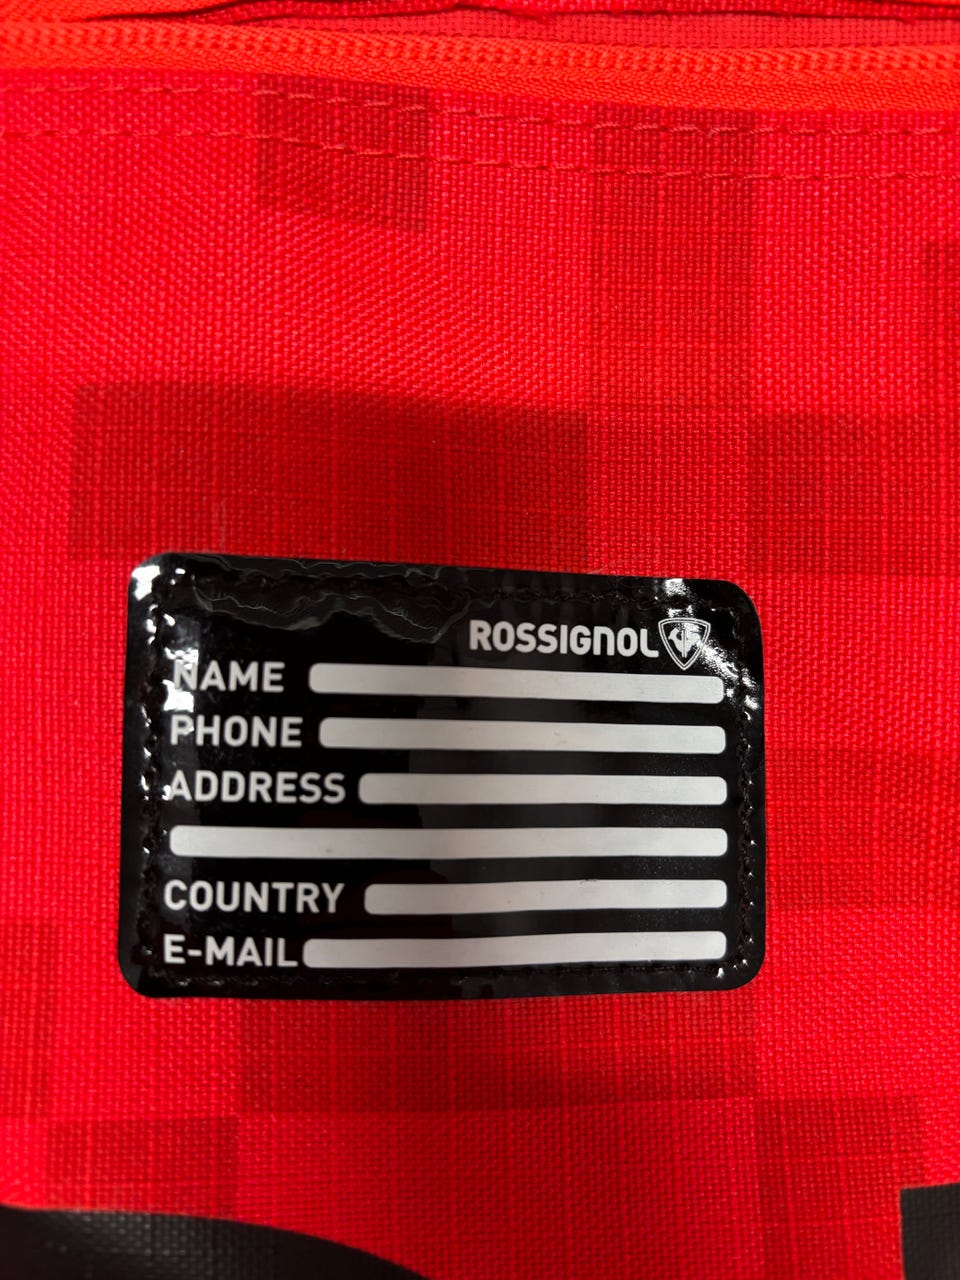 ROSSIGNOL
NAME
PHONE
ADDRESS
COUNTRY
E-MAIL